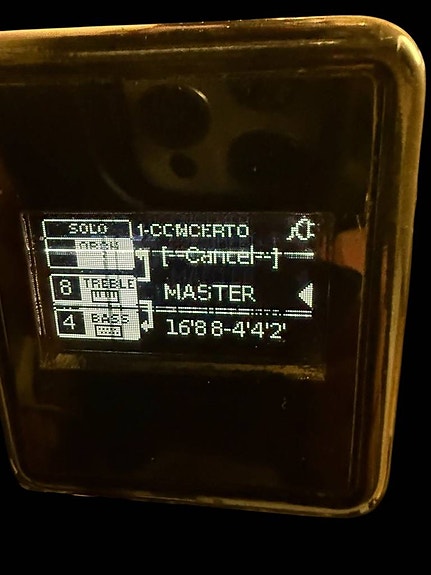 SOLO 1-CONCERTO
[--Cancel--]
8 TREBLE MASTER
4 BASS 16'8 8-4'4'2'